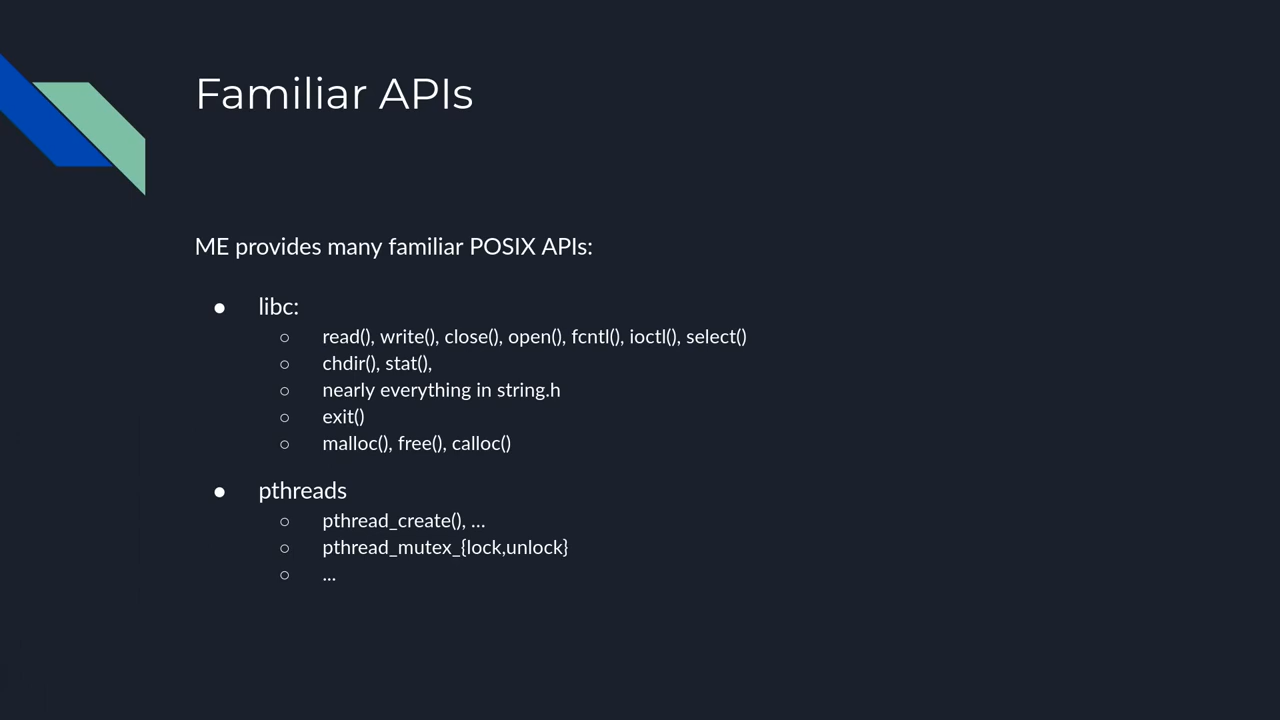 Familiar APIs
ME provides many familiar POSIX APIs:
● libc:
○ read(), write(), close(), open(), fcntl(), ioctl(), select()
○ chdir(), stat(),
○ nearly everything in string.h
○ exit()
○ malloc(), free(), calloc()
● pthreads
○ pthread_create(), ...
○ pthread_mutex_{lock,unlock}
○ ...